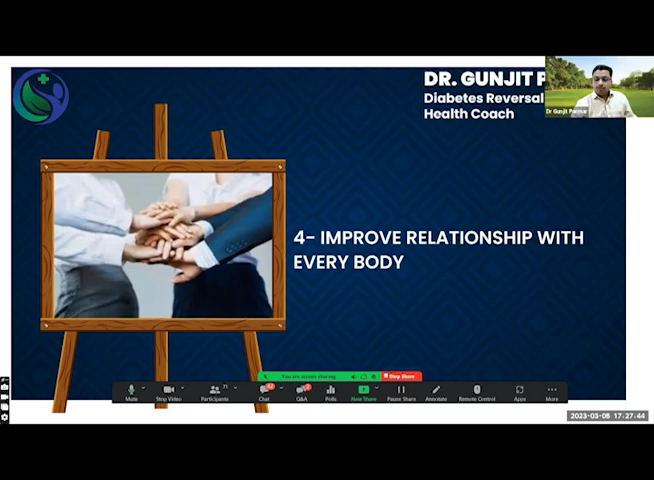 DR. GUNJIT P
Diabetes Reversal
Health Coach
Dr Gunjit Parmar
4- IMPROVE RELATIONSHIP WITH
EVERY BODY
You are screen sharing
Stop Share
71
Mute
Stop Video
Participants
Chat
Q&A
Polls
New Share
Pause Share
Annotate
Remote Control
Apps
More
2023-03-08 17:27:44